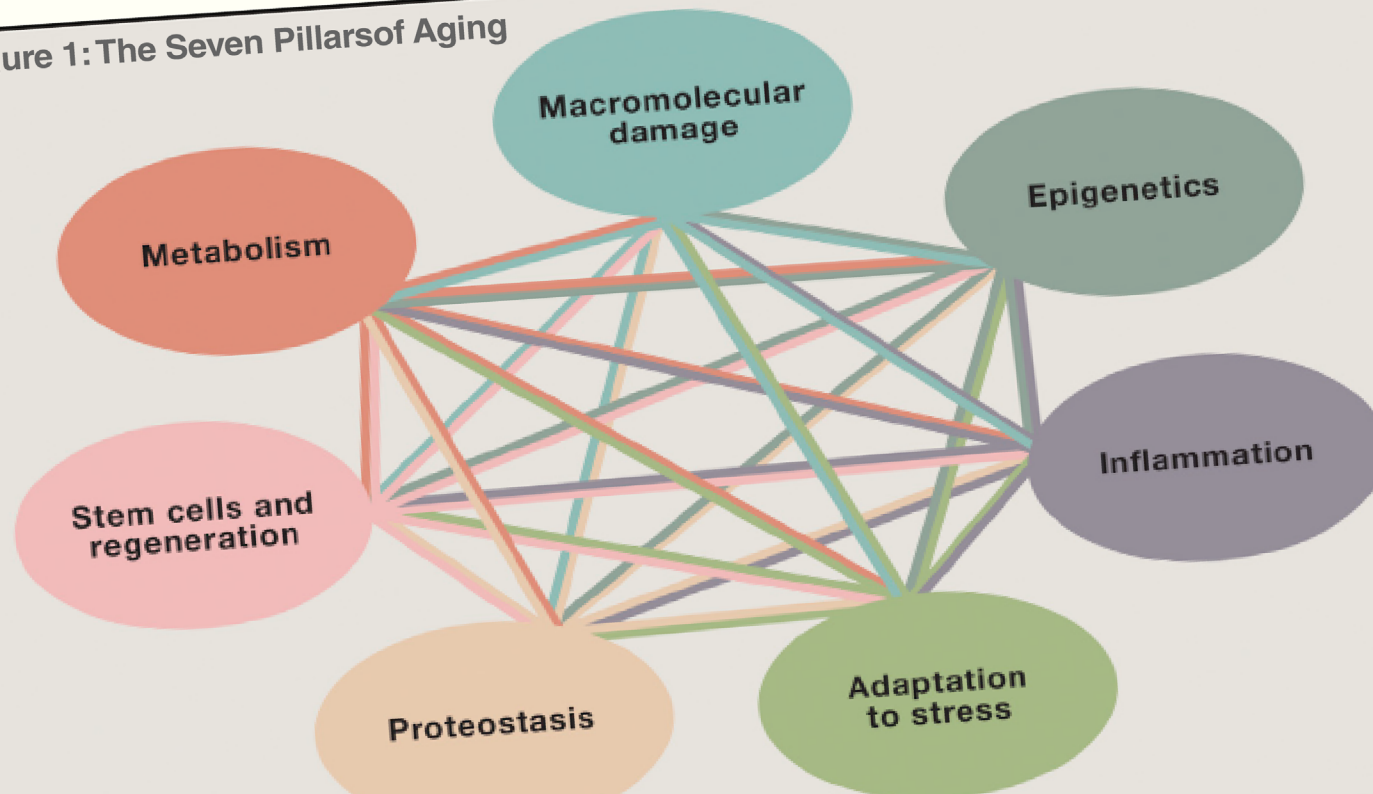 ure 1: The Seven Pillarsof Aging
Macromolecular
damage
Epigenetics
Metabolism
Inflammation
Stem cells and
regeneration
Adaptation
to stress
Proteostasis